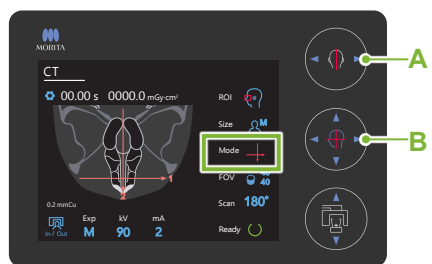 MORITA
CT
00.00 s 0000.0 mGy·cm²
ROI
Size M
Mode
1
2
FOV 40
40
0.2 mmCu
Scan 180°
Exp kV mA
In / Out M 90 2
Ready
A
B